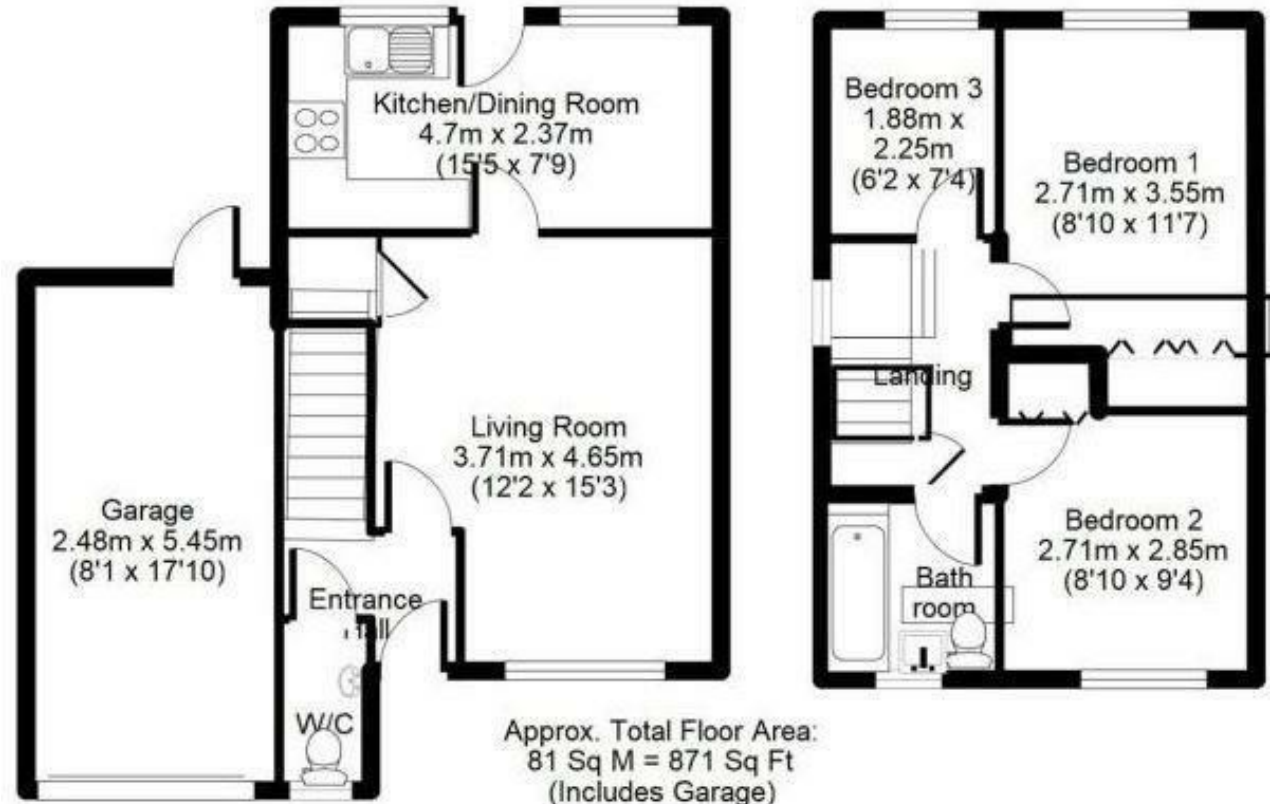 Kitchen/Dining Room
4.7m x 2.37m
(15'5 x 7'9)
Living Room
3.71m x 4.65m
(12'2 x 15'3)
Garage
2.48m x 5.45m
(8'1 x 17'10)
Entrance
W/C
Bedroom 3
1.88m x
2.25m
(6'2 x 7'4)
Bedroom 1
2.71m x 3.55m
(8'10 x 11'7)
Landing
Bedroom 2
2.71m x 2.85m
(8'10 x 9'4)
Bath
room
Approx. Total Floor Area:
81 Sq M = 871 Sq Ft
(Includes Garage)